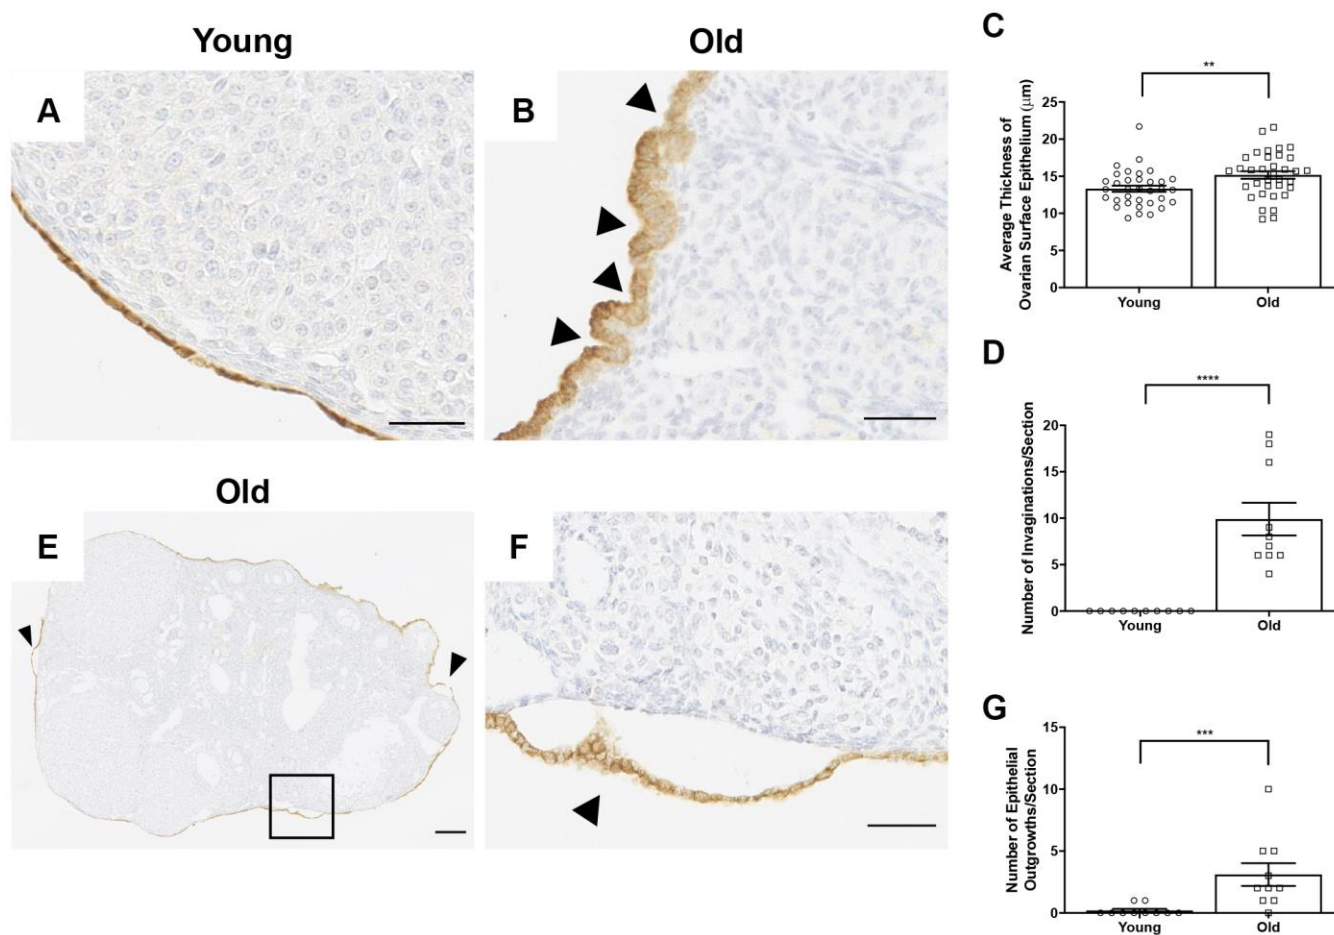 Young
Old
A
B
C
**
Average Thickness of
Ovarian Surface Epithelium (μm)
25
20
15
10
5
0
Young
Old
D
****
Number of Invaginations/Section
20
15
10
5
0
Young
Old
Old
E
F
G
***
Number of Epithelial
Outgrowths/Section
15
10
5
0
Young
Old